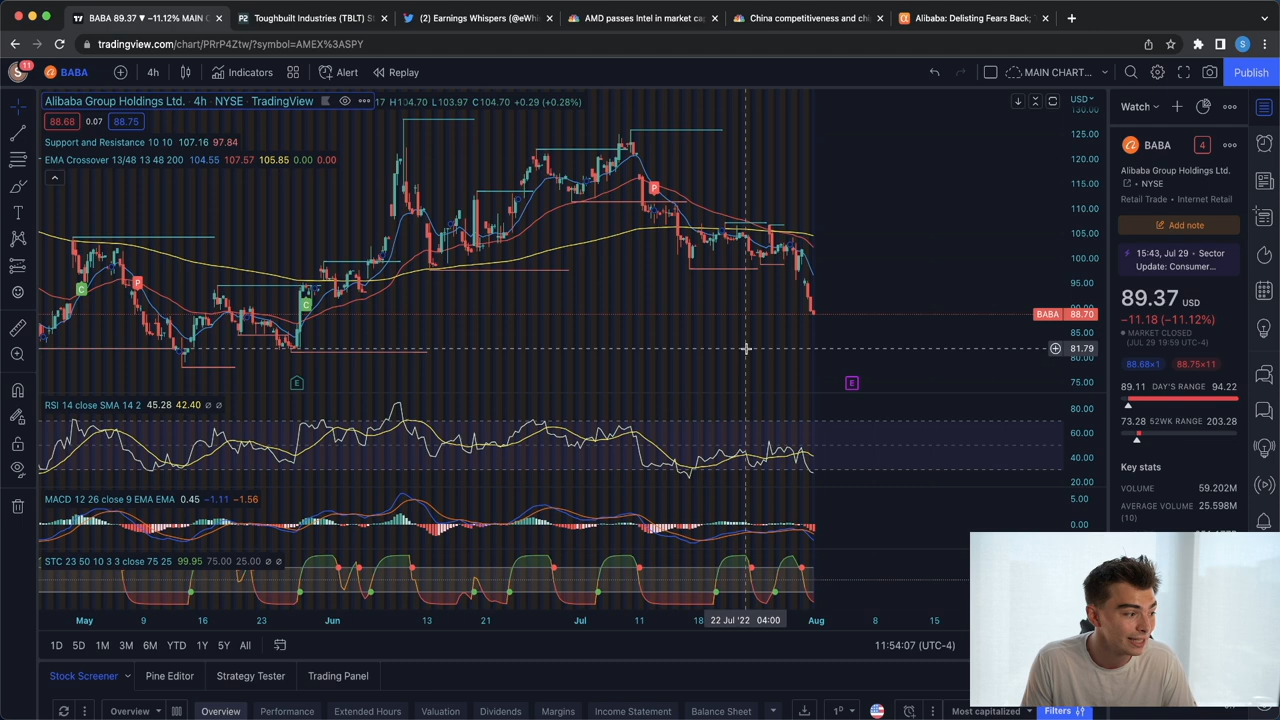 BABA 89.37 ▼ −11.12% MAIN C
Toughbuilt Industries (TBLT) S
(2) Earnings Whispers (@eWhi
AMD passes Intel in market ca
China competitiveness and chi
Alibaba: Delisting Fears Back;
tradingview.com/chart/PRrP4Ztw/?symbol=AMEX%3ASPY
S
11
BABA
4h
Indicators
Alert
Replay
MAIN CHART...
Publish
Alibaba Group Holdings Ltd. · 4h · NYSE · TradingView
17 H104.70 L103.97 C104.70 +0.29 (+0.28%)
88.68
0.07
88.75
Support and Resistance 10 10 107.16 97.84
EMA Crossover 13/48 13 48 200 104.55 107.57 105.85 0.00 0.00
USD
130.00
125.00
120.00
115.00
110.00
105.00
100.00
90.00
BABA 88.70
85.00
81.79
80.00
75.00
C
P
C
P
E
E
RSI 14 close SMA 14 2 45.28 42.40 ∅ ∅
80.00
60.00
40.00
20.00
MACD 12 26 close 9 EMA EMA 0.45 −1.11 −1.56
5.00
0.00
STC 23 50 10 3 3 close 75 25 99.95 75.00 25.00 ∅ ∅
May
9
16
23
Jun
Jul
11
18
22 Jul '22 04:00
Aug
8
15
1D 5D 1M 3M 6M YTD 1Y 5Y All
11:54:07 (UTC-4)
Stock Screener
Pine Editor
Strategy Tester
Trading Panel
Overview
Overview
Performance
Extended Hours
Valuation
Dividends
Margins
Income Statement
Balance Sheet
1D
Most capitalized
Filters
Watch
BABA
4
Alibaba Group Holdings Ltd.
• NYSE
Retail Trade • Internet Retail
Add note
15:43, Jul 29 • Sector
Update: Consumer...
89.37 USD
−11.18 (−11.12%)
MARKET CLOSED
(JUL 29 19:59 UTC-4)
88.68×1
88.75×11
89.11 DAY'S RANGE 94.22
73.28 52WK RANGE 203.28
Key stats
VOLUME 59.202M
AVERAGE VOLUME 25.598M
(10)